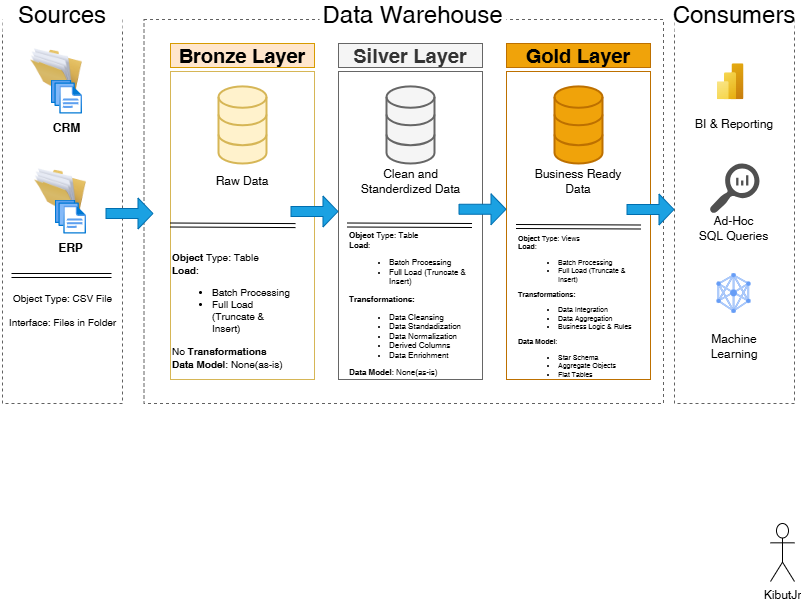 Sources
Data Warehouse
Consumers
CRM
ERP
Object Type: CSV File
Interface: Files in Folder
Bronze Layer
Raw Data
Object Type: Table
Load:
Batch Processing
Full Load
(Truncate &
Insert)
No Transformations
Data Model: None(as-is)
Silver Layer
Clean and
Standerdized Data
Object Type: Table
Load:
Batch Processing
Full Load (Truncate &
Insert)
Transformations:
Data Cleansing
Data Standadization
Data Normalization
Derived Columns
Data Enrichment
Data Model: None(as-is)
Gold Layer
Business Ready
Data
Object Type: Views
Load:
Batch Processing
Full Load (Truncate &
Insert)
Transformations:
Data Integration
Data Aggregation
Business Logic & Rules
Data Model:
Star Schema
Aggregate Objects
Flat Tables
BI & Reporting
Ad-Hoc
SQL Queries
Machine
Learning
KibutJr